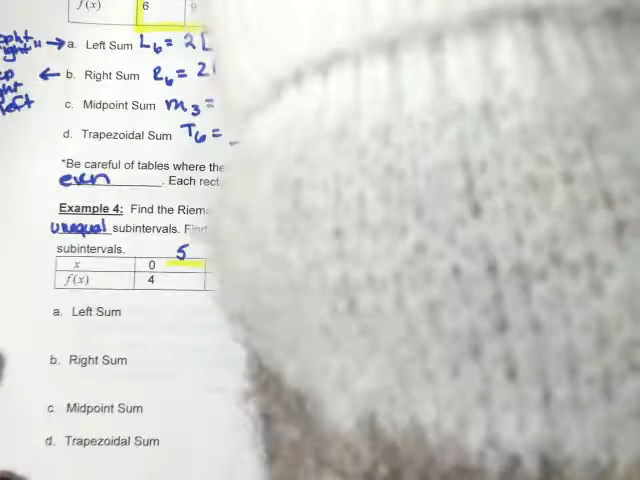 f(x) 6
a. Left Sum L6 = 2[
b. Right Sum R6 = 2
left
c. Midpoint Sum m3 =
d. Trapezoidal Sum T6 =
*Be careful of tables where the
even. Each rect
Example 4: Find the Riem
unequal subintervals. Find
subintervals. 5
x 0
f(x) 4
a. Left Sum
b. Right Sum
c. Midpoint Sum
d. Trapezoidal Sum